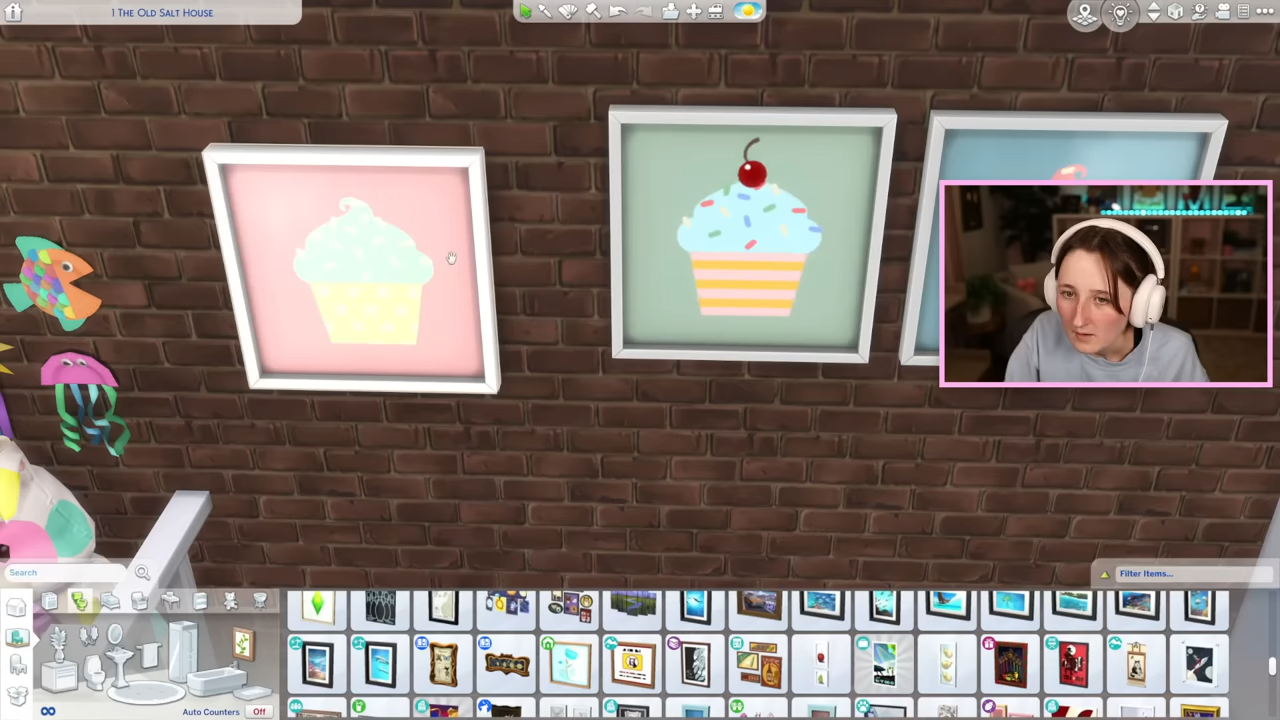 1 The Old Salt House
Search
Filter Items...
Auto Counters Off